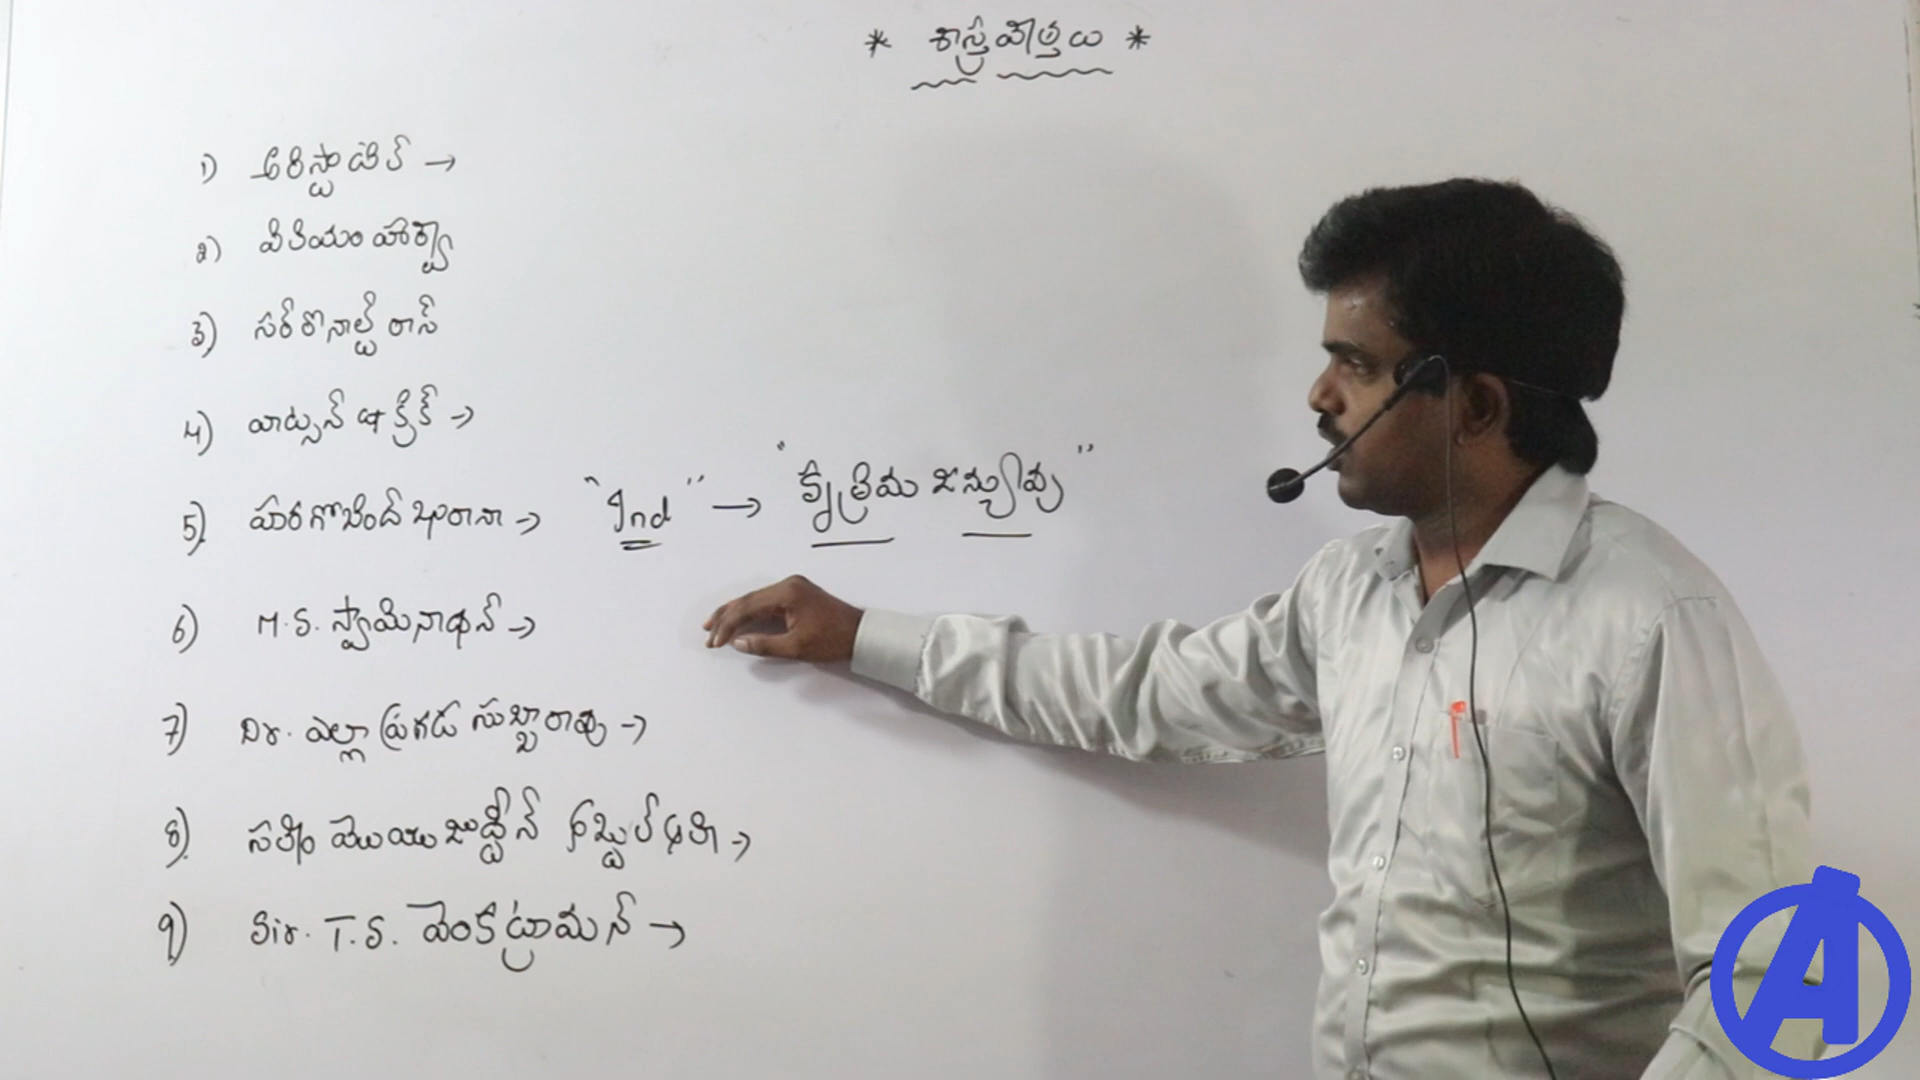 * శాస్త్రవేత్తలు *
1) అరిస్టాటిల్ →
2) విలియం హార్వే
3) సర్ రొనాల్డ్ రాస్
4) వాట్సన్ & క్రిక్ →
5) హరగోబింద్ ఖురానా → "Ind" → "కృత్రిమ జన్యువు"
6) M.S. స్వామినాథన్ →
7) Dr. ఎల్లాప్రగడ సుబ్బారావు →
8) సలీం మొయిజుద్దీన్ అబ్దుల్ అలీ →
9) Sir. T.S. వెంకట్రామన్ →